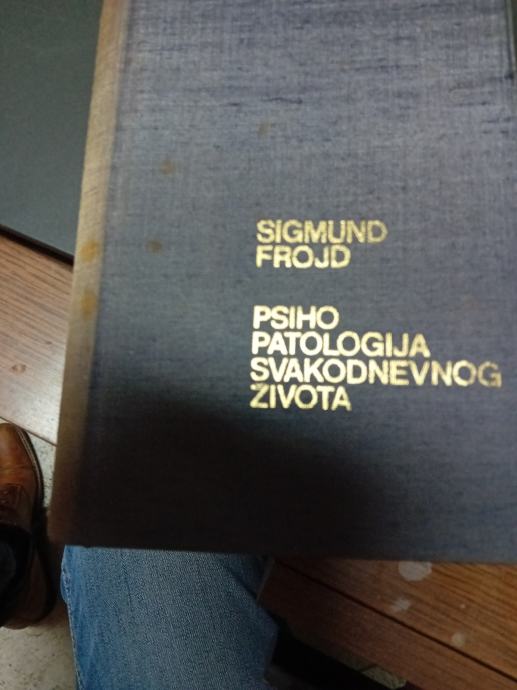 SIGMUND
FROJD
PSIHO
PATOLOGIJA
SVAKODNEVNOG
ŽIVOTA